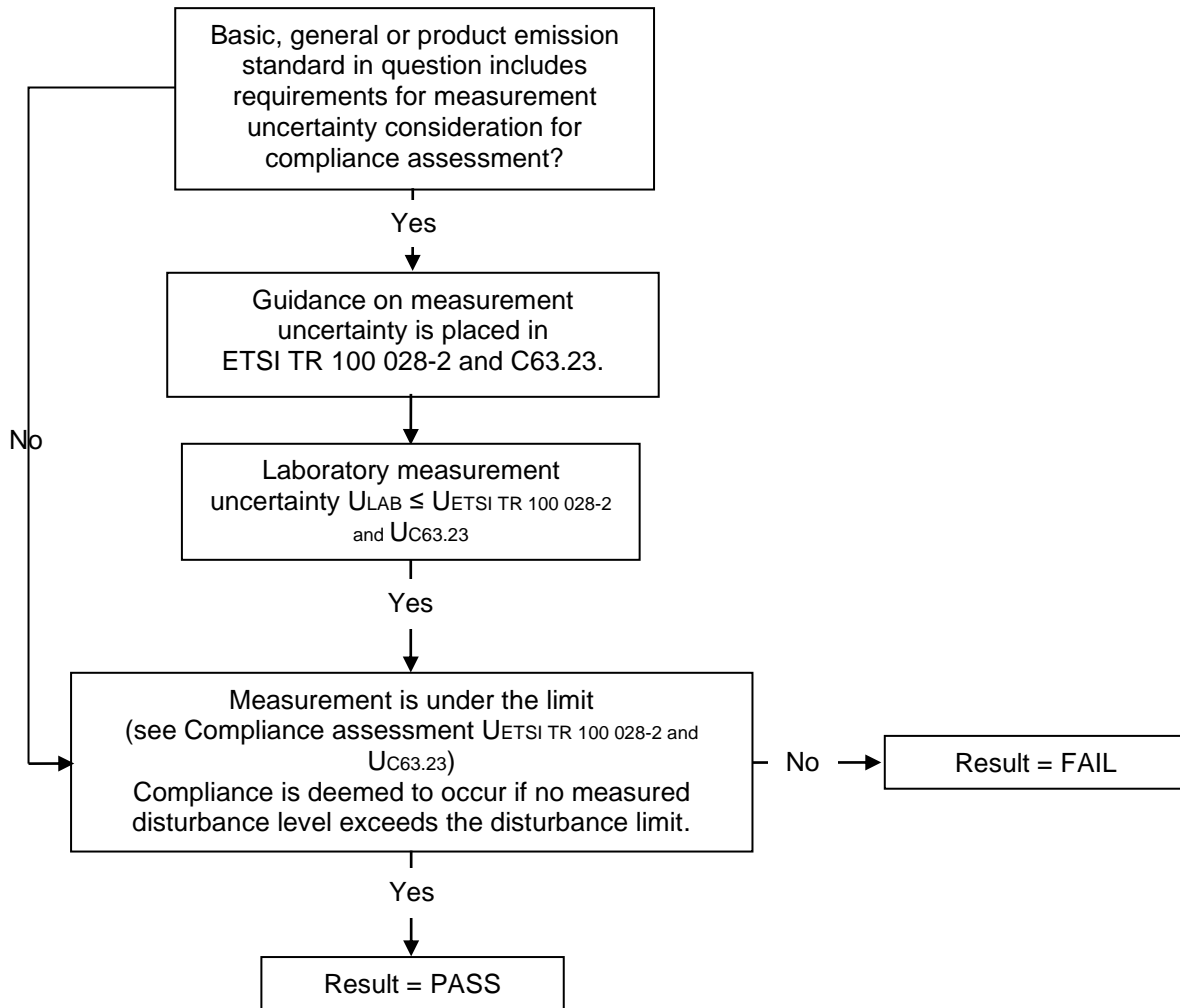 Basic, general or product emission
standard in question includes
requirements for measurement
uncertainty consideration for
compliance assessment?
Yes
Guidance on measurement
uncertainty is placed in
ETSI TR 100 028-2 and C63.23.
No
Laboratory measurement
uncertainty ULAB ≤ UETSI TR 100 028-2
and UC63.23
Yes
Measurement is under the limit
(see Compliance assessment UETSI TR 100 028-2 and
UC63.23)
Compliance is deemed to occur if no measured
disturbance level exceeds the disturbance limit.
No
Result = FAIL
Yes
Result = PASS